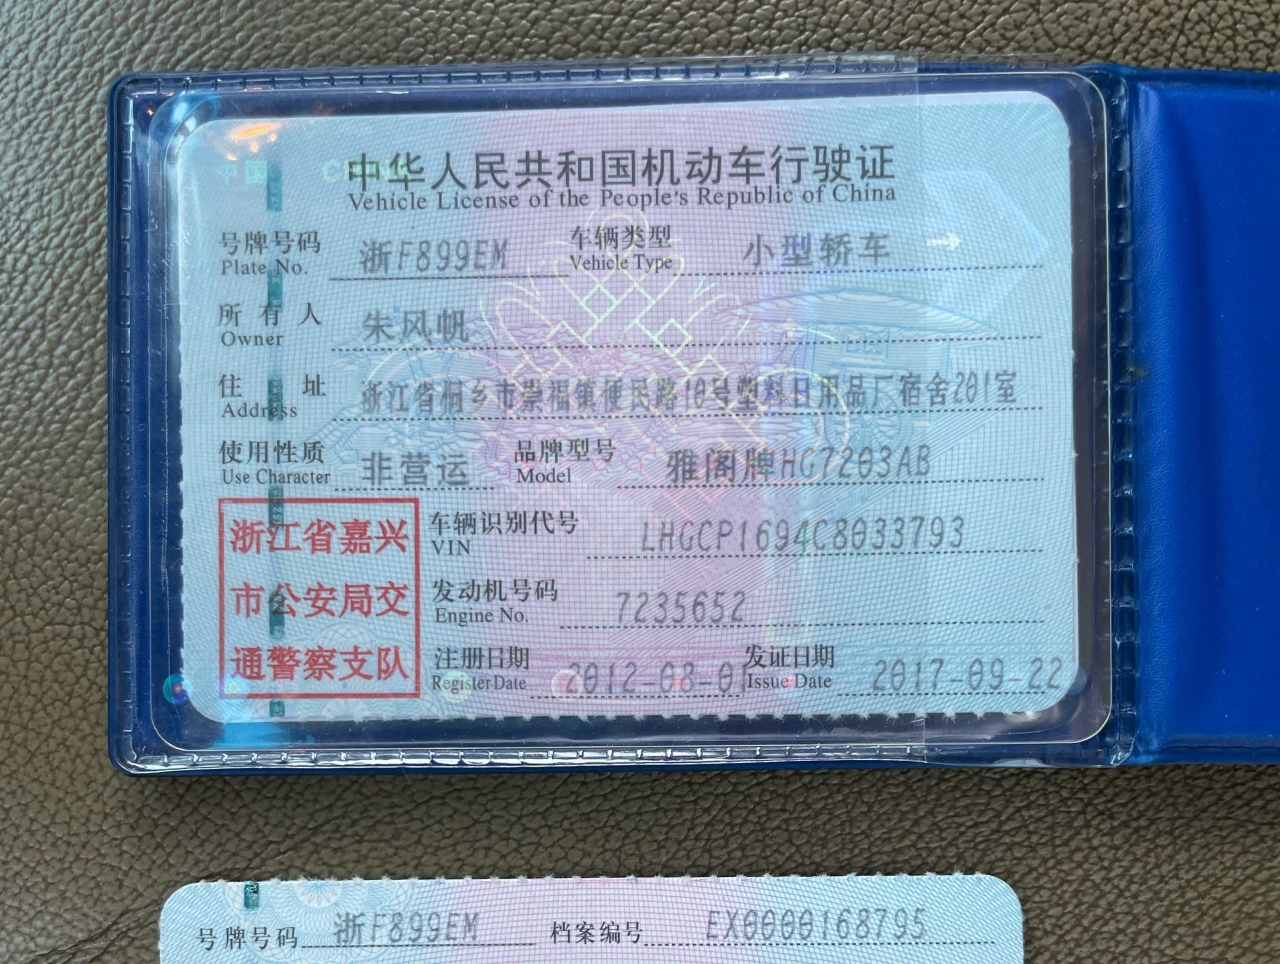 中国 CHINA
中华人民共和国机动车行驶证
Vehicle License of the People's Republic of China
号牌号码 浙F899EM 车辆类型 小型轿车
Plate No. Vehicle Type
所有人 朱风帆
Owner
住址 浙江省桐乡市崇福镇便民路10号塑料日用品厂宿舍201室
Address
使用性质 非营运 品牌型号 雅阁牌HG7203AB
Use Character Model
浙江省嘉兴
市公安局交
通警察支队
车辆识别代号 LHGCP1694C8033793
VIN
发动机号码 7235652
Engine No.
注册日期 2012-08-01 发证日期 2017-09-22
Register Date Issue Date
号牌号码 浙F899EM 档案编号 EX0000168795